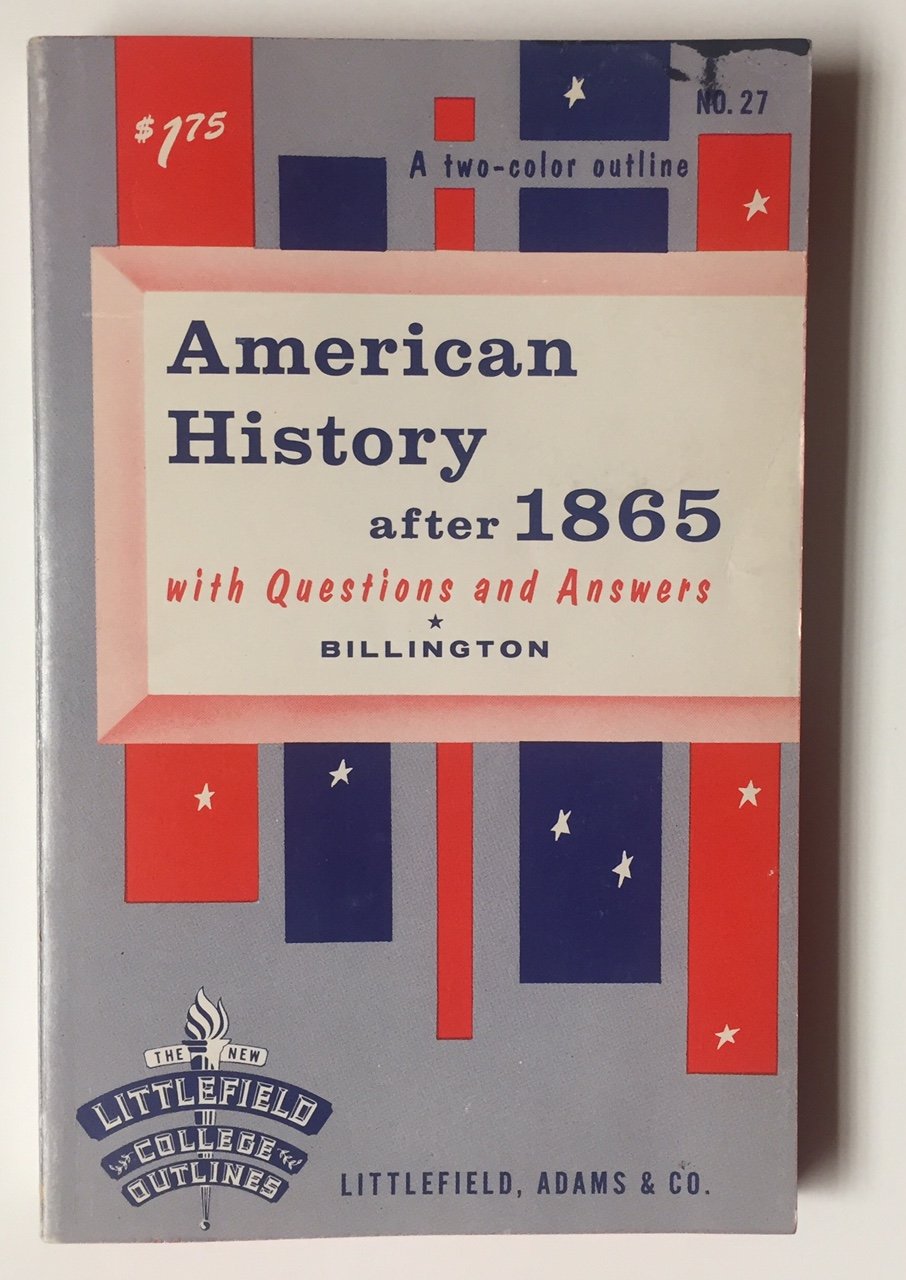 $1.75
NO. 27
A two-color outline
American
History
after 1865
with Questions and Answers
BILLINGTON
THE NEW
LITTLEFIELD
COLLEGE
OUTLINES
LITTLEFIELD, ADAMS & CO.